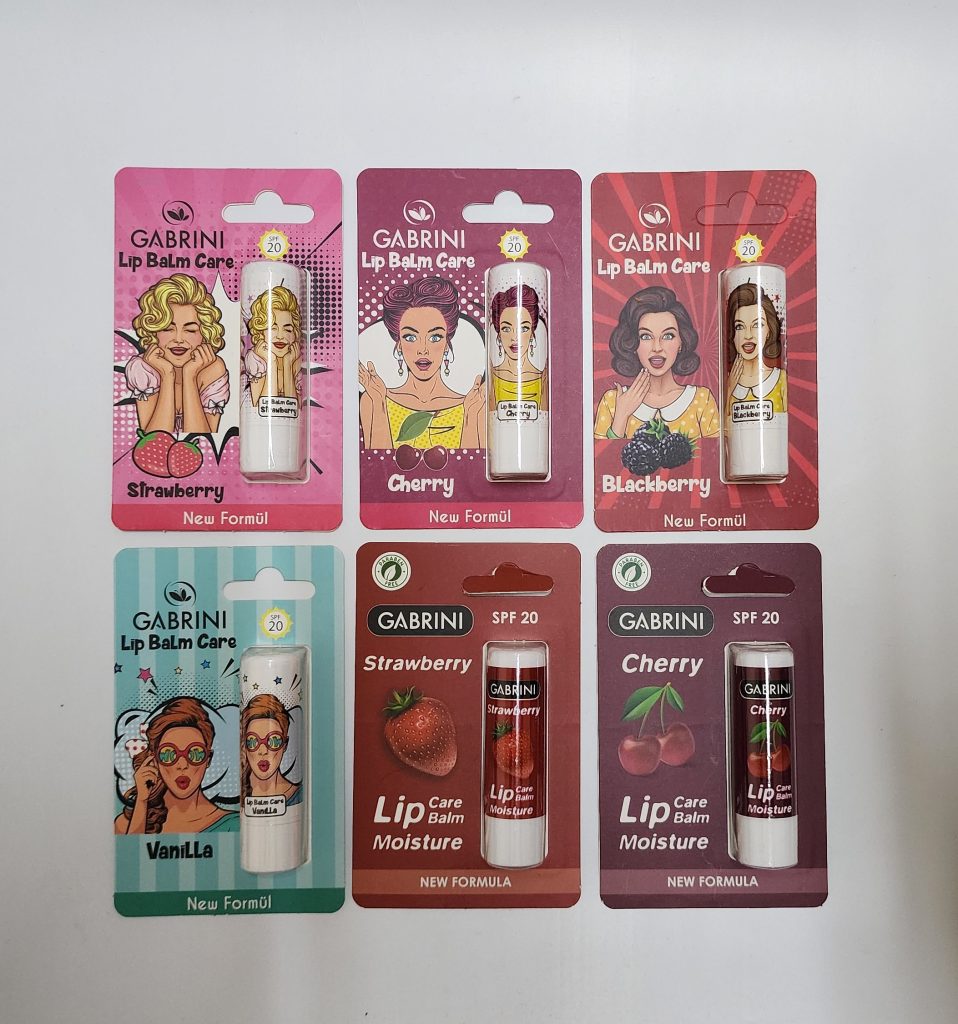 GABRINI
Lip Balm Care
SPF
20
Lip Balm Care
Strawberry
Strawberry
New Formül
GABRINI
Lip Balm Care
SPF
20
Lip Balm Care
Cherry
Cherry
New Formül
GABRINI
Lip Balm Care
SPF
20
Lip Balm Care
Blackberry
Blackberry
New Formül
GABRINI
Lip Balm Care
SPF
20
Lip Balm Care
Vanilla
Vanilla
New Formül
PARABEN
FREE
GABRINI
SPF 20
Strawberry
Lip Care
Balm
Moisture
GABRINI
Strawberry
Lip Care
Balm
Moisture
NEW FORMULA
PARABEN
FREE
GABRINI
SPF 20
Cherry
Lip Care
Balm
Moisture
GABRINI
Cherry
Lip Care
Balm
Moisture
NEW FORMULA